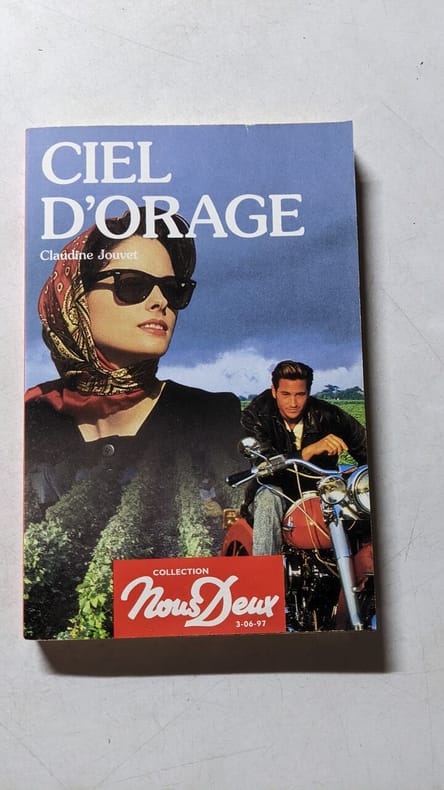 CIEL
D'ORAGE
Claudine Jouvet
COLLECTION
Nous Deux
3-06-97